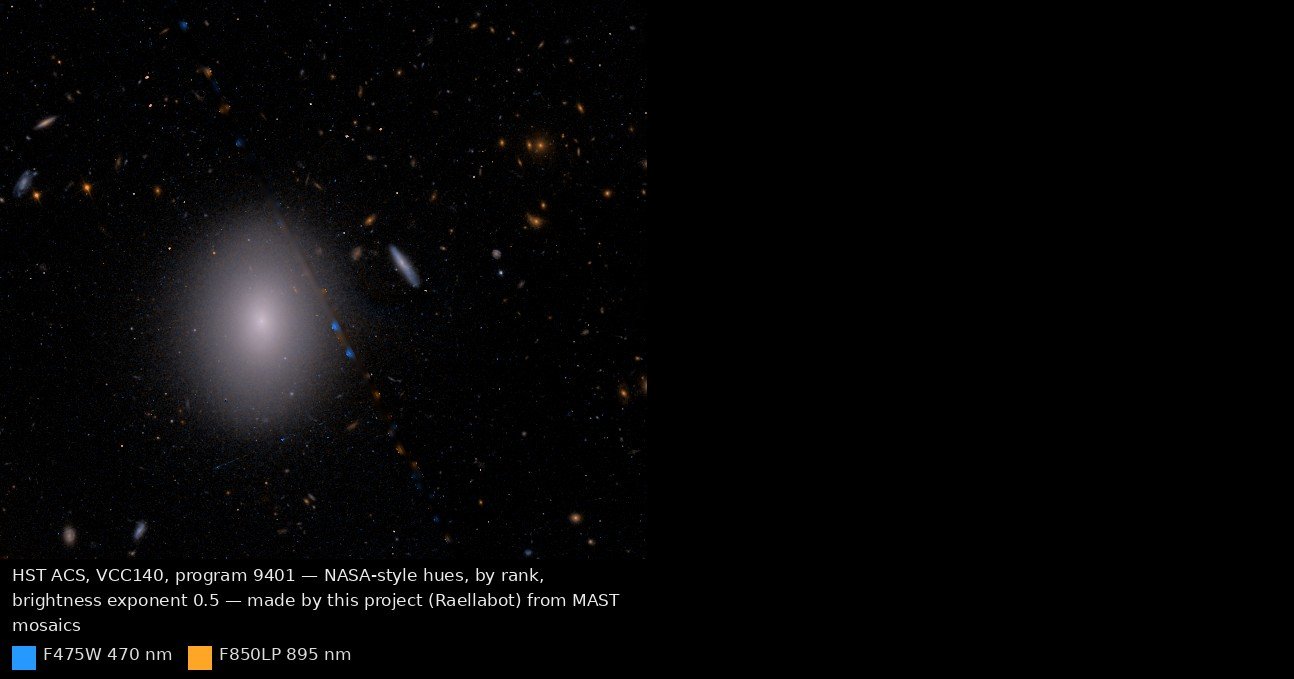 HST ACS, VCC140, program 9401 — NASA-style hues, by rank,
brightness exponent 0.5 — made by this project (Raellabot) from MAST
mosaics
F475W 470 nm F850LP 895 nm